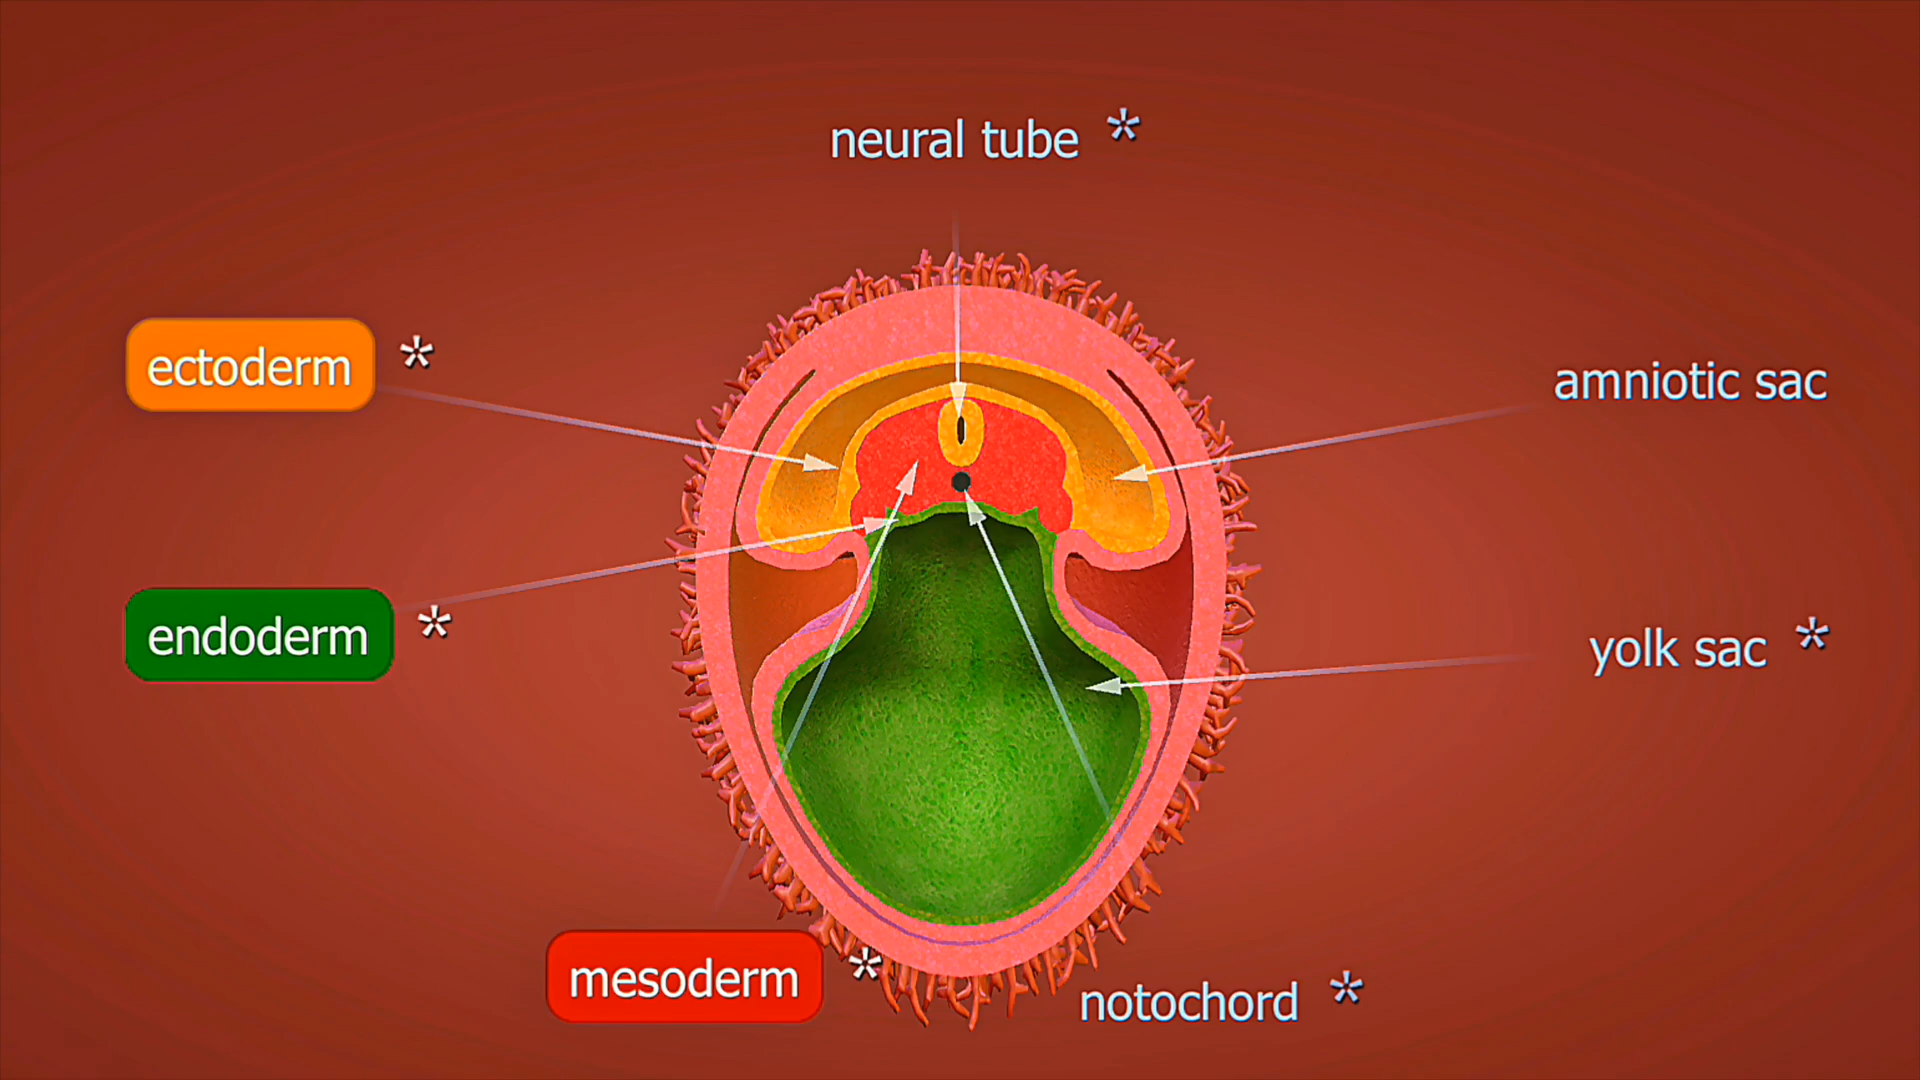 neural tube *
ectoderm *
amniotic sac
endoderm *
yolk sac *
mesoderm *
notochord *